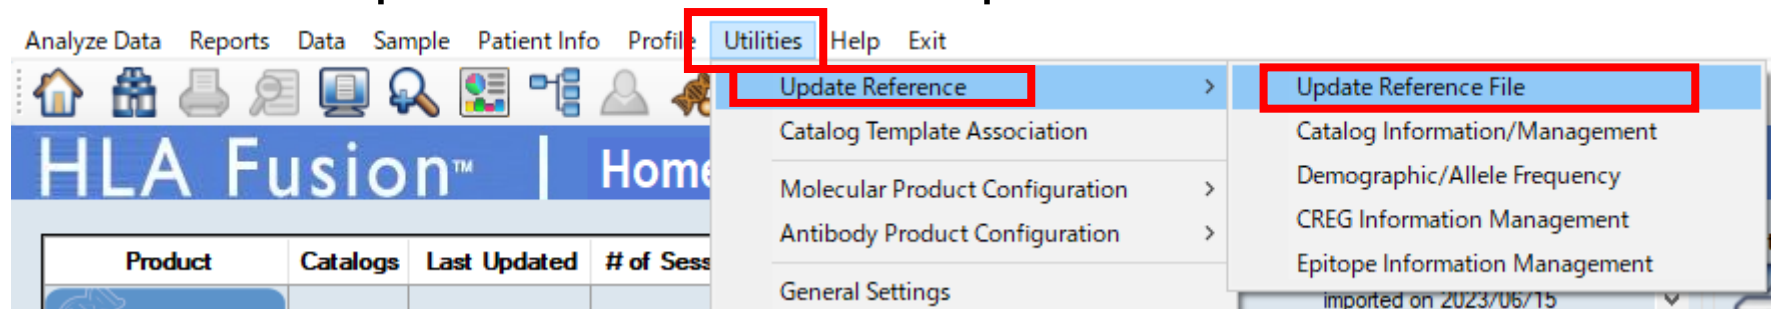 Analyze Data Reports Data Sample Patient Info Profile Utilities Help Exit
Update Reference
Catalog Template Association
Molecular Product Configuration
Antibody Product Configuration
General Settings
Update Reference File
Catalog Information/Management
Demographic/Allele Frequency
CREG Information Management
Epitope Information Management
HLA Fusion™ | Home
Product Catalogs Last Updated # of Sess
imported on 2023/06/15